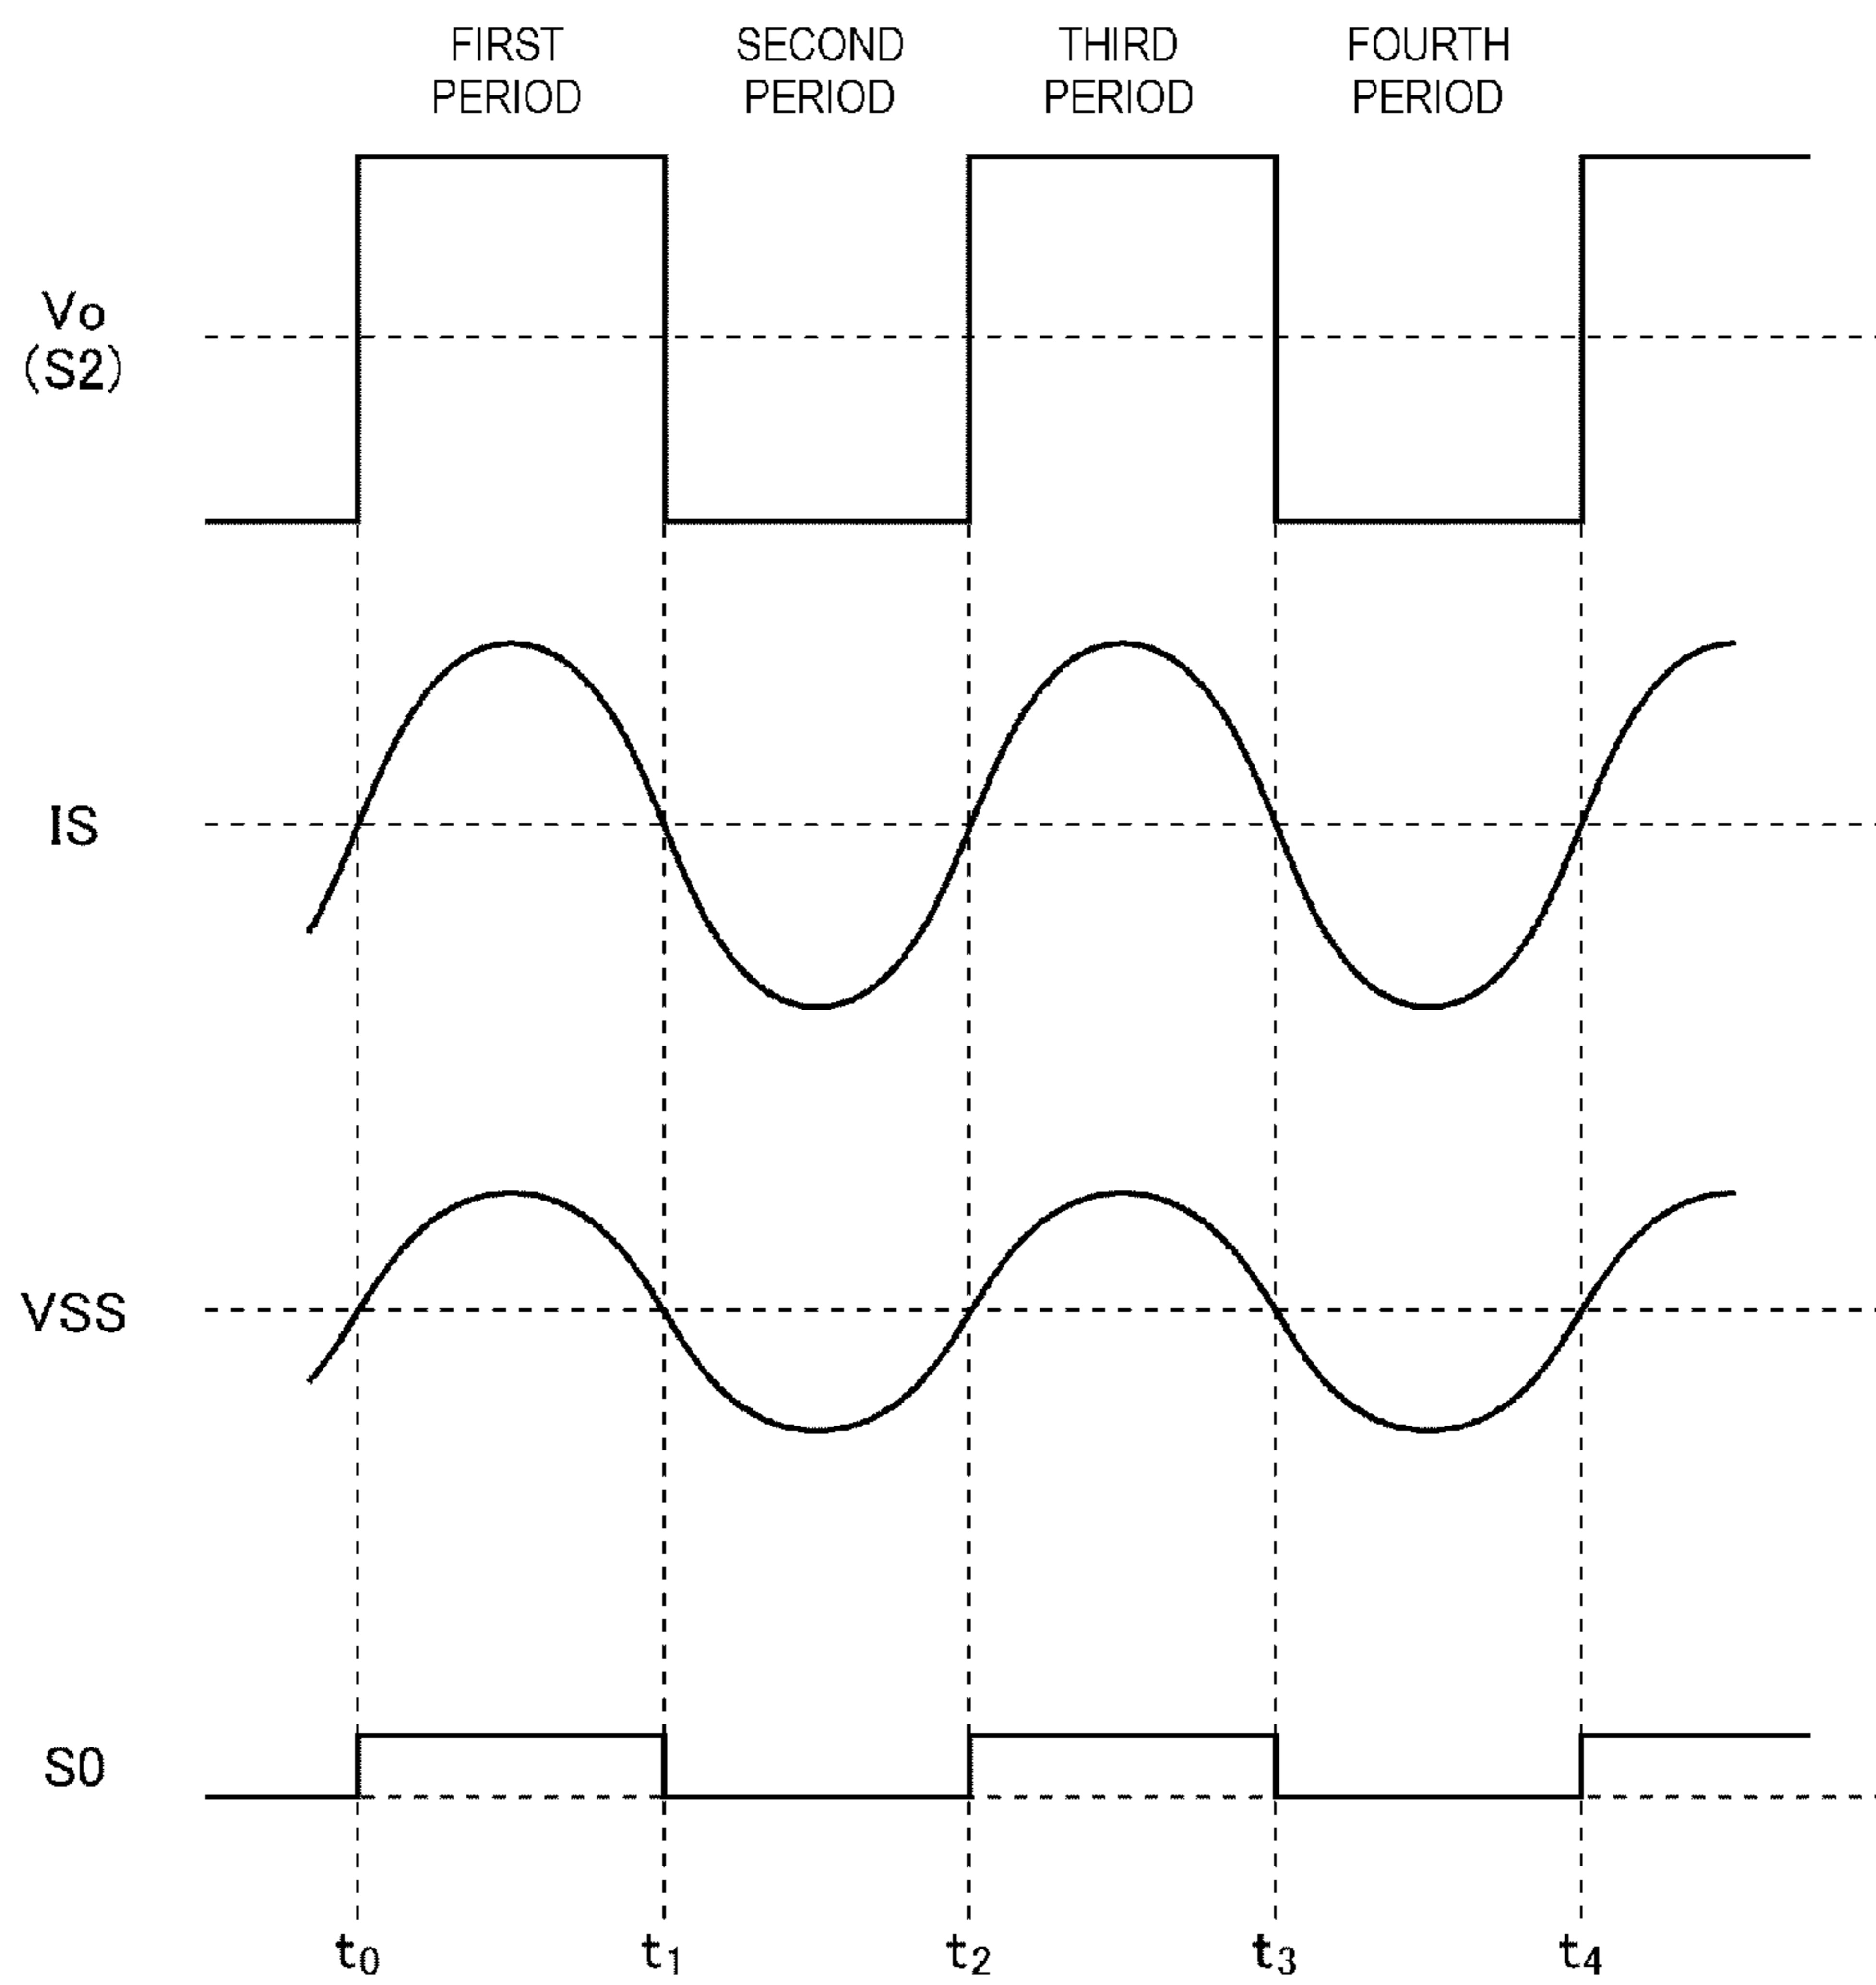 FIRST
PERIOD
SECOND
PERIOD
THIRD
PERIOD
FOURTH
PERIOD
Vo
(S2)
IS
VSS
S0
t0
t1
t2
t3
t4